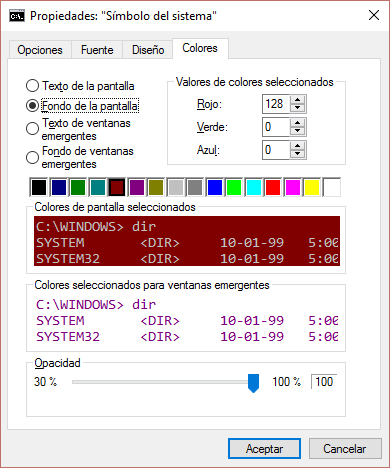 Propiedades: "Símbolo del sistema"
Opciones Fuente Diseño Colores
Texto de la pantalla
Fondo de la pantalla
Texto de ventanas
emergentes
Fondo de ventanas
emergentes
Valores de colores seleccionados
Rojo: 128
Verde: 0
Azul: 0
Colores de pantalla seleccionados
C:\WINDOWS> dir
SYSTEM <DIR> 10-01-99 5:00
SYSTEM32 <DIR> 10-01-99 5:00
Colores seleccionados para ventanas emergentes
C:\WINDOWS> dir
SYSTEM <DIR> 10-01-99 5:00
SYSTEM32 <DIR> 10-01-99 5:00
Opacidad
30 % 100 % 100
Aceptar Cancelar